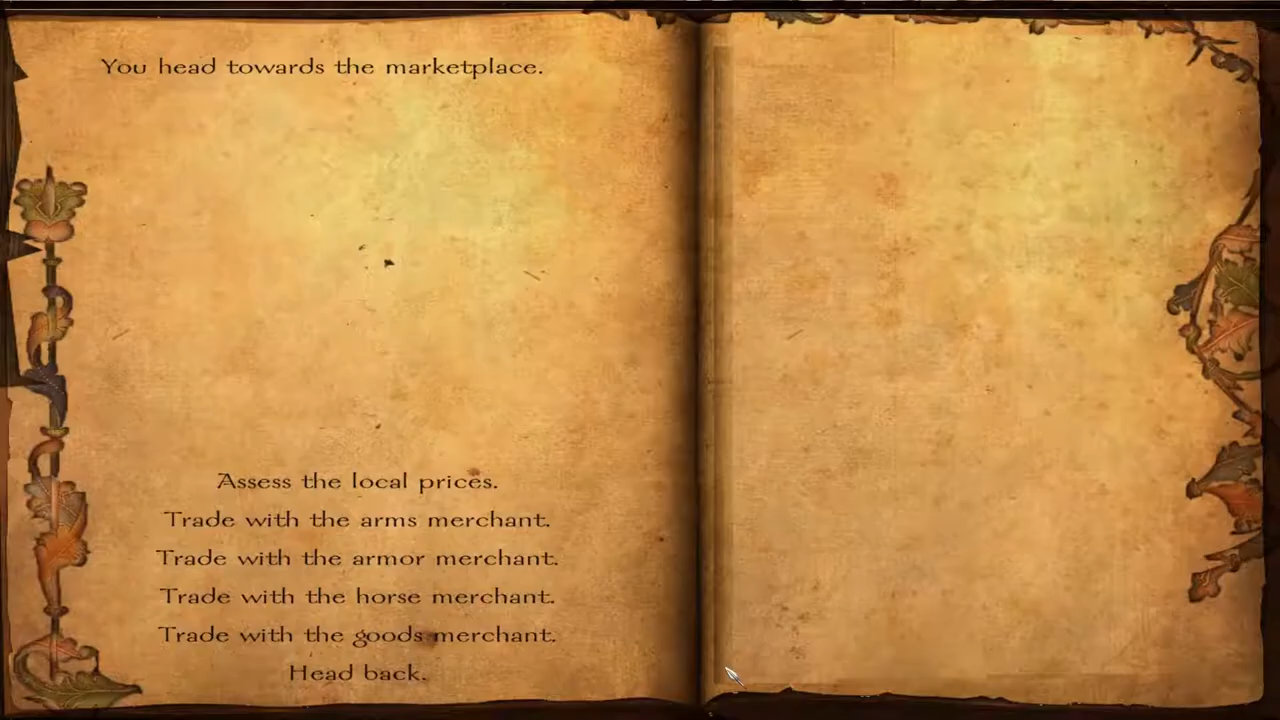 You head towards the marketplace.
Assess the local prices.
Trade with the arms merchant.
Trade with the armor merchant.
Trade with the horse merchant.
Trade with the goods merchant.
Head back.